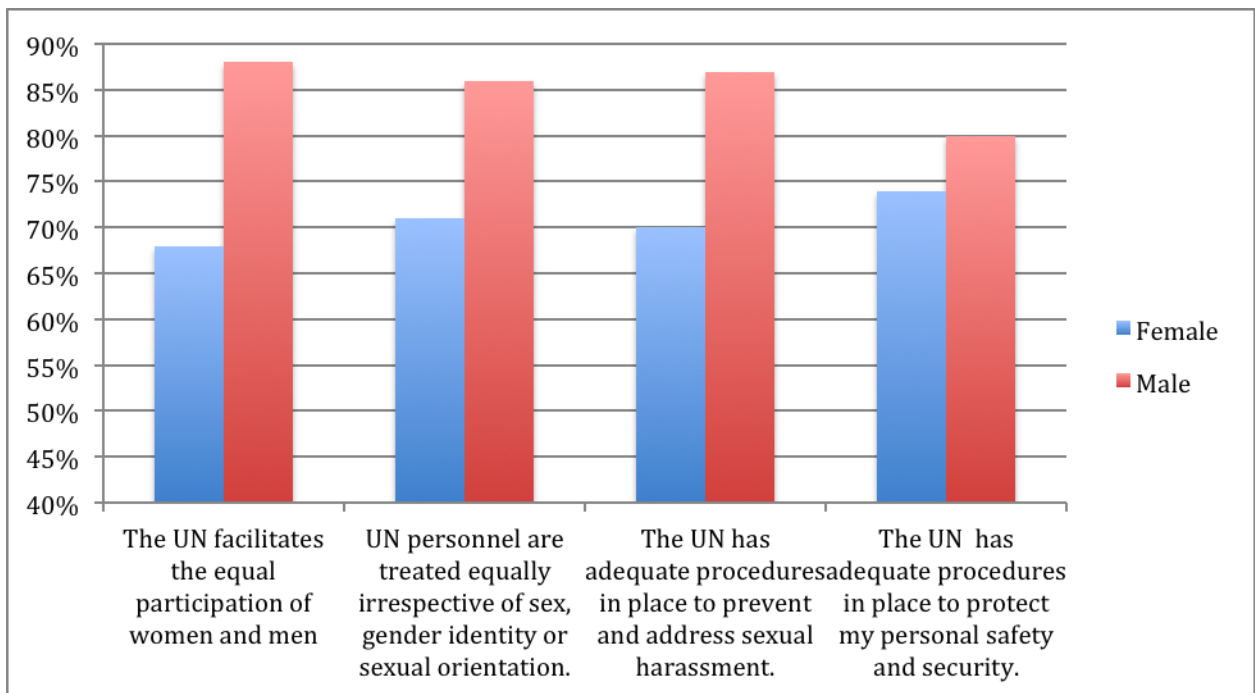 90%
85%
80%
75%
70%
65%
60%
55%
50%
45%
40%
Female
Male
The UN facilitates
the equal
participation of
women and men
UN personnel are
treated equally
irrespective of sex,
gender identity or
sexual orientation.
The UN has
adequate procedures
in place to prevent
and address sexual
harassment.
The UN has
adequate procedures
in place to protect
my personal safety
and security.